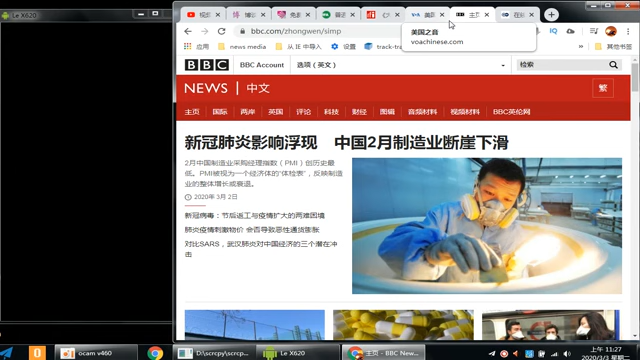 Le X620
美国之音
voachinese.com
bbc.com/zhongwen/simp
应用
news media
从 IE 中导入
设置
track-tra
其他书签
BBC
BBC Account
选项（英文）
检索
NEWS | 中文
繁
主页
国际
两岸
英国
评论
科技
财经
图辑
音频材料
视频材料
BBC英伦网
新冠肺炎影响浮现 中国2月制造业断崖下滑
2月中国制造业采购经理指数（PMI）创历史最
低。PMI被视为一个经济体的“体检表”，反映制造
业的整体增长或衰退。
2020年 3月 2日
新冠病毒：节后返工与疫情扩大的两难困境
肺炎疫情刺激物价 会否导致恶性通货膨胀
对比SARS，武汉肺炎对中国经济的三个潜在冲
击
ocam v460
D:\scrcpy\scrcp...
Le X620
主页 - BBC New...
上午 11:27
2020/3/3 星期二